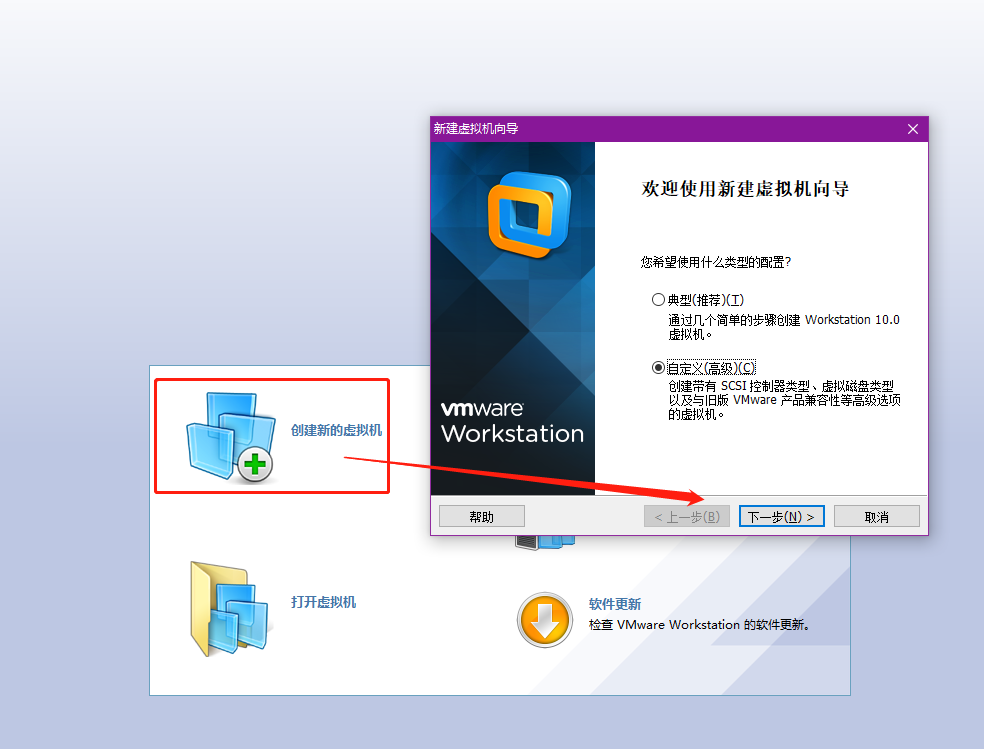 新建虚拟机向导
欢迎使用新建虚拟机向导
您希望使用什么类型的配置?
典型(推荐)(T)
通过几个简单的步骤创建 Workstation 10.0
虚拟机。
自定义(高级)(C)
创建带有 SCSI 控制器类型、虚拟磁盘类型
以及与旧版 VMware 产品兼容性等高级选项
的虚拟机。
vmware
Workstation
帮助
< 上一步(B)
下一步(N) >
取消
创建新的虚拟机
打开虚拟机
软件更新
检查 VMware Workstation 的软件更新。